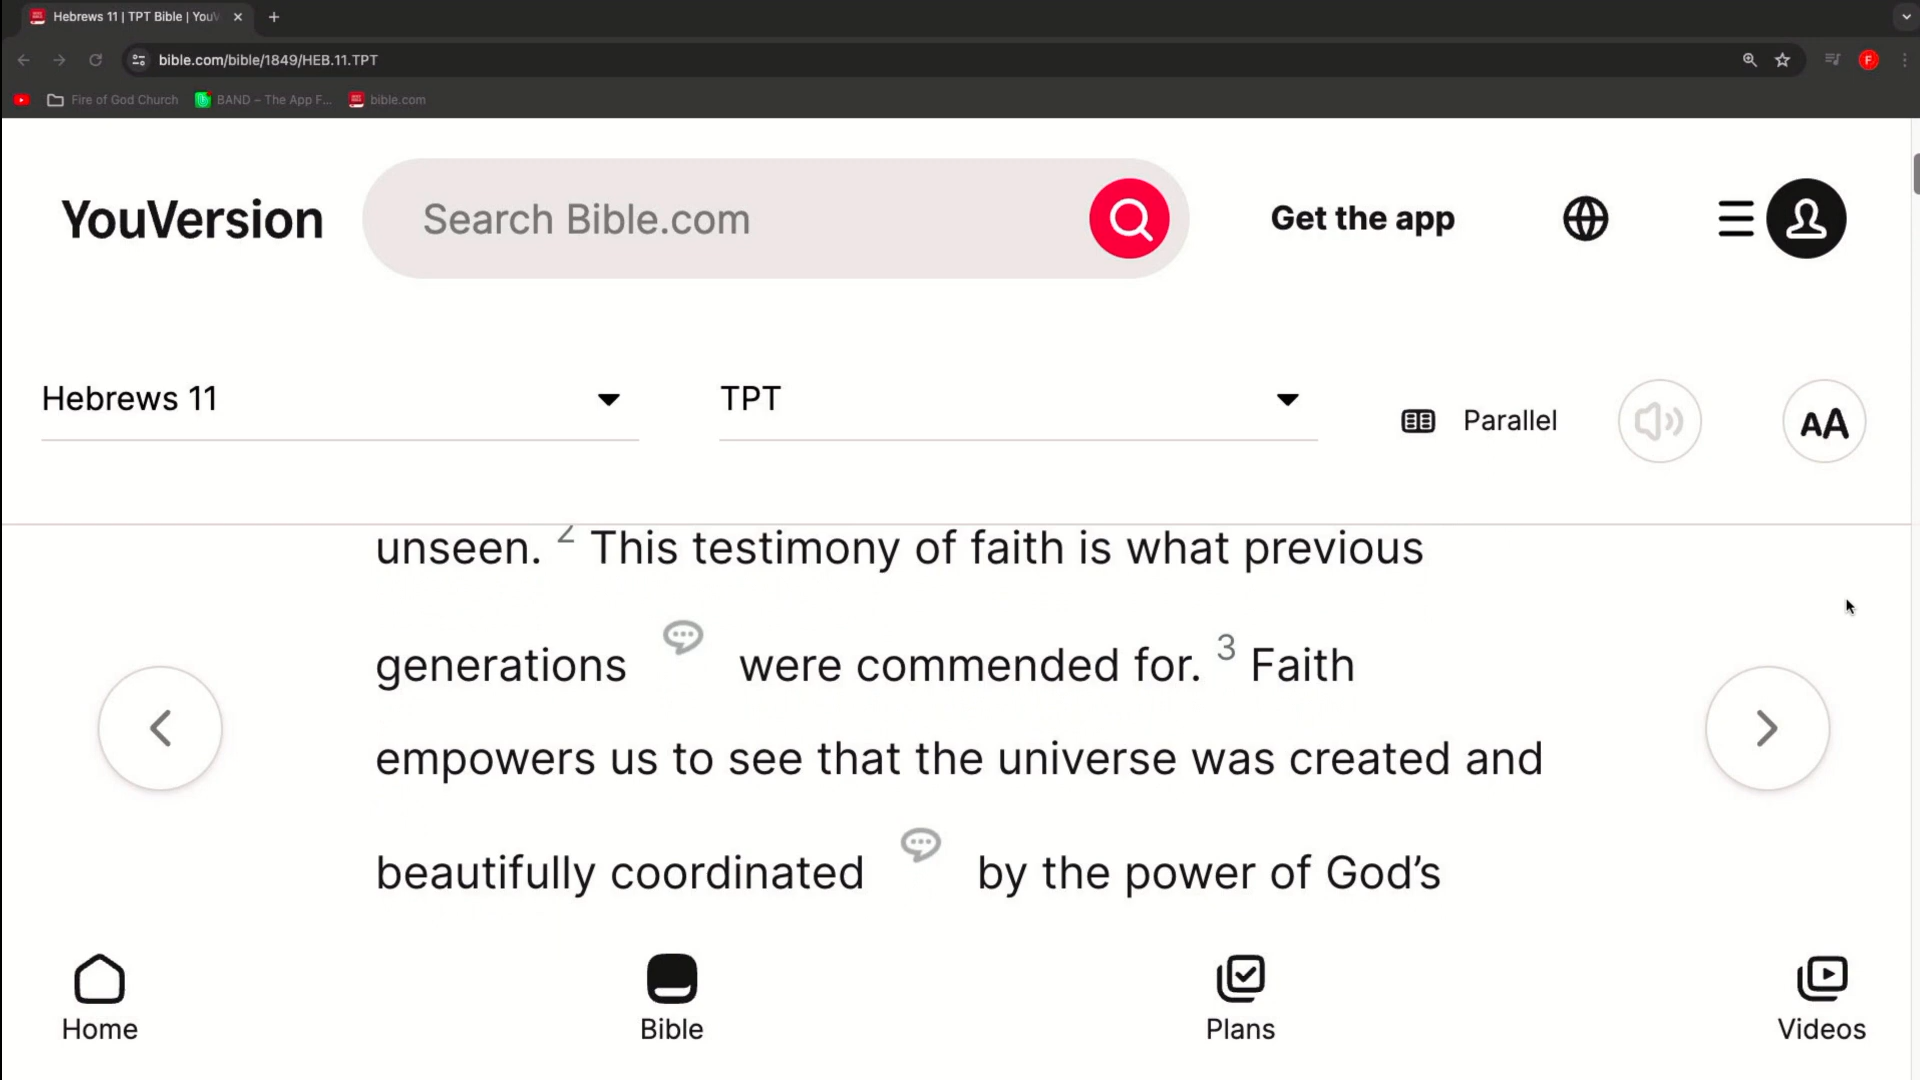 Hebrews 11 | TPT Bible | YouV
bible.com/bible/1849/HEB.11.TPT
F
Fire of God Church
BAND – The App F...
bible.com
YouVersion
Search Bible.com
Get the app
Hebrews 11
TPT
Parallel
AA
unseen. 2 This testimony of faith is what previous
generations were commended for. 3 Faith
empowers us to see that the universe was created and
beautifully coordinated by the power of God’s
Home
Bible
Plans
Videos